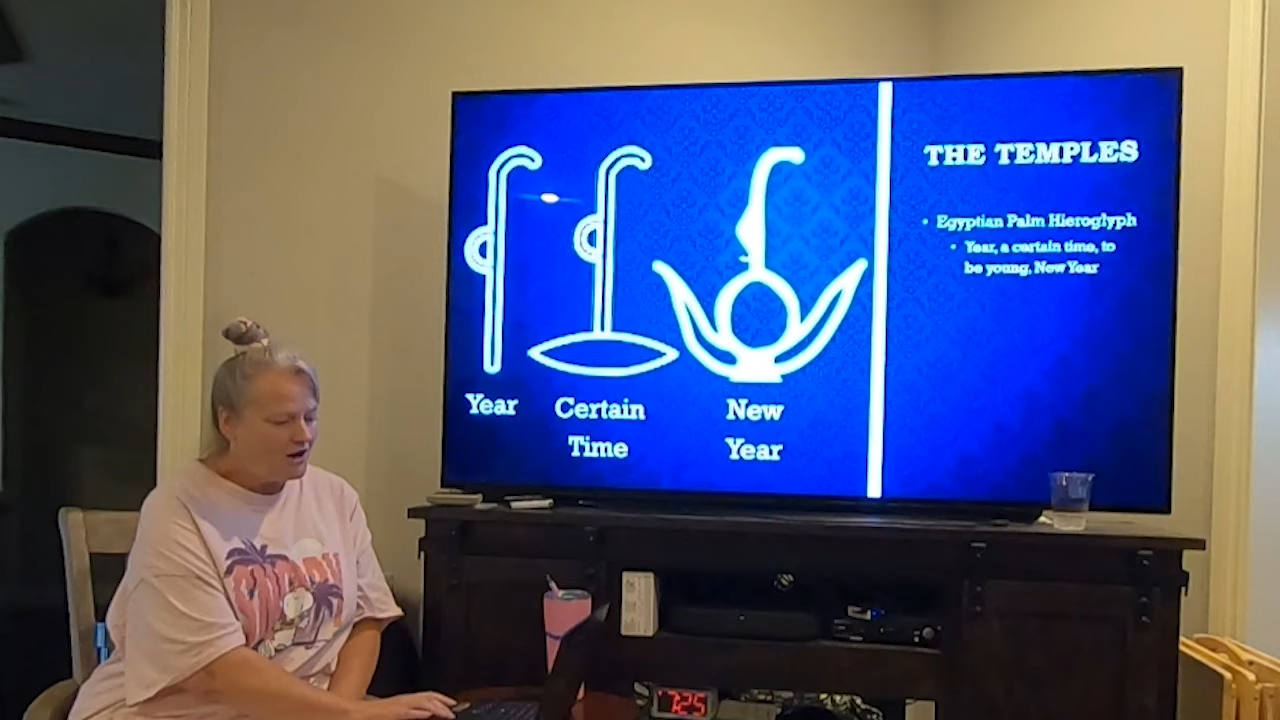 THE TEMPLES
• Egyptian Palm Hieroglyph
• Year, a certain time, to
be young, New Year
Year
Certain
Time
New
Year
7:25